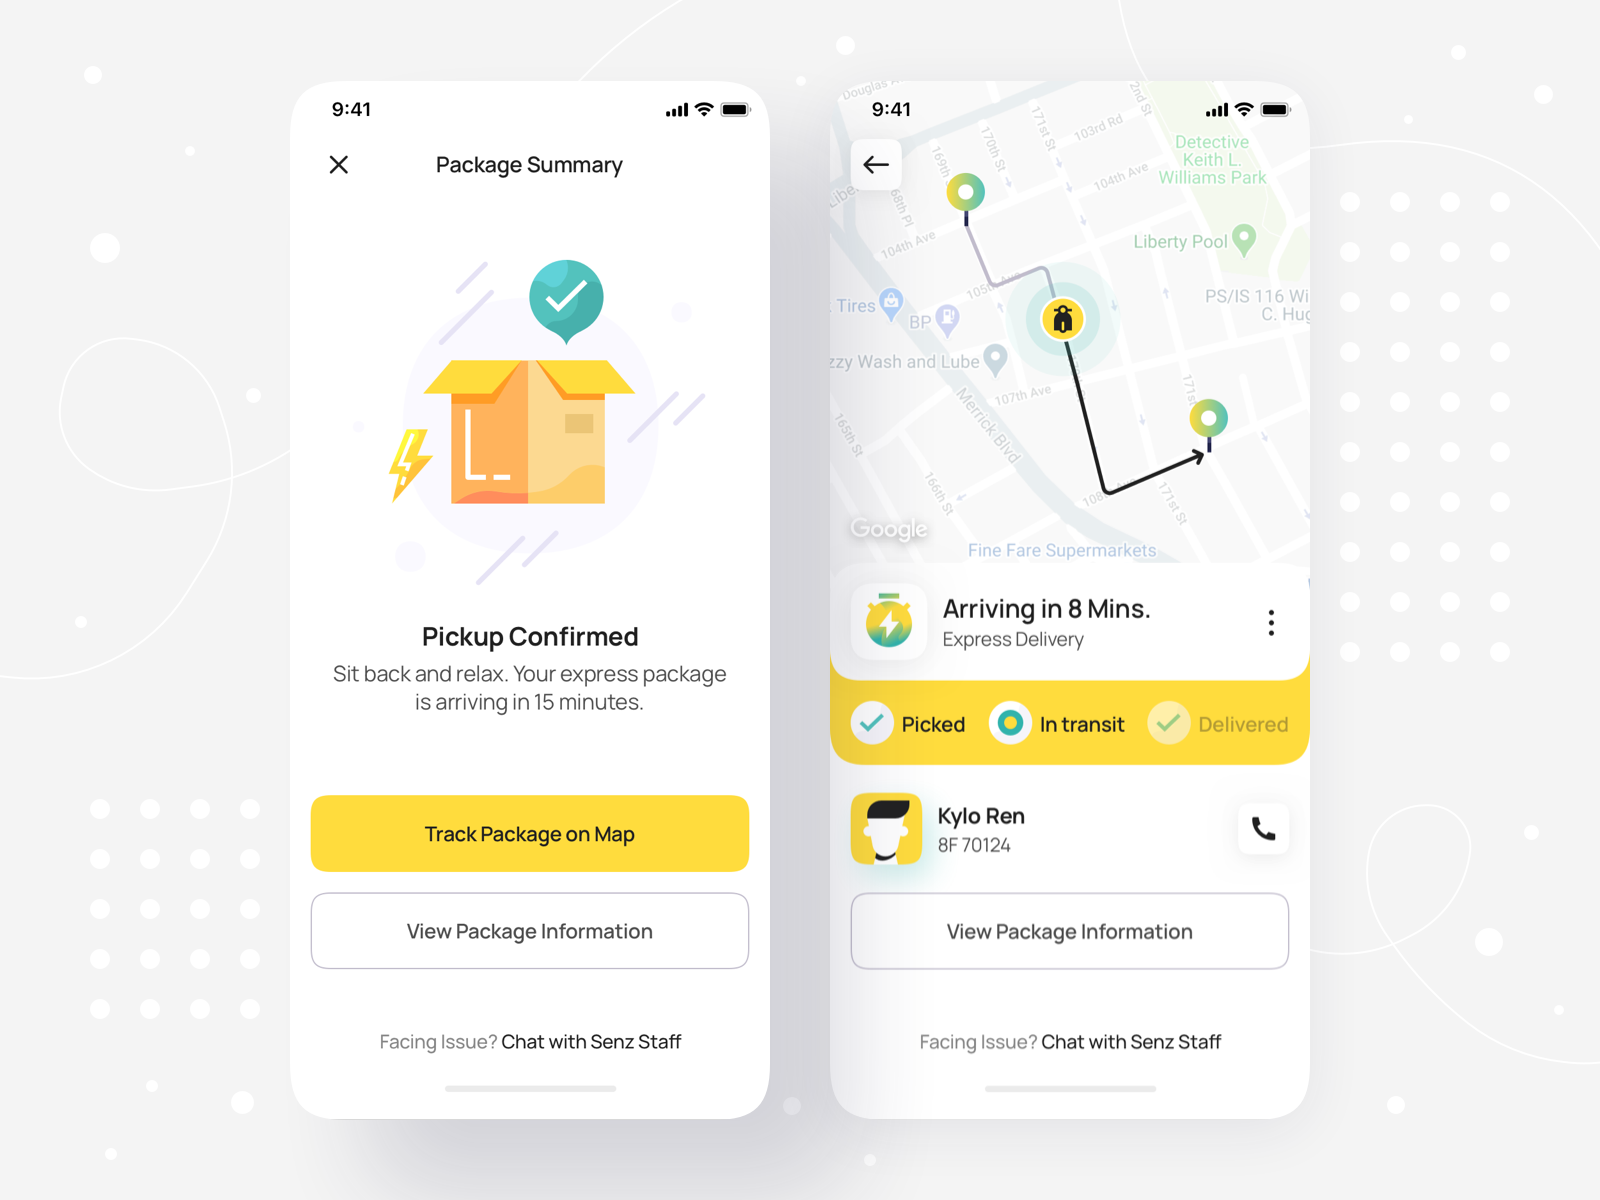 9:41
Package Summary
Pickup Confirmed
Sit back and relax. Your express package
is arriving in 15 minutes.
Track Package on Map
View Package Information
Facing Issue? Chat with Senz Staff
9:41
Douglas A
2nd St
171st St
103rd Rd
170th St
169th
Detective
Keith L.
Williams Park
104th Ave
Libe
68th Pl
104th Ave
Liberty Pool
105th Ave
PS/IS 116 Wi
C. Hug
Tires
BP
zzy Wash and Lube
107th Ave
171st
Merrick Blvd
165th St
166th St
108
171st St
Google
Fine Fare Supermarkets
Arriving in 8 Mins.
Express Delivery
Picked
In transit
Delivered
Kylo Ren
8F 70124
View Package Information
Facing Issue? Chat with Senz Staff